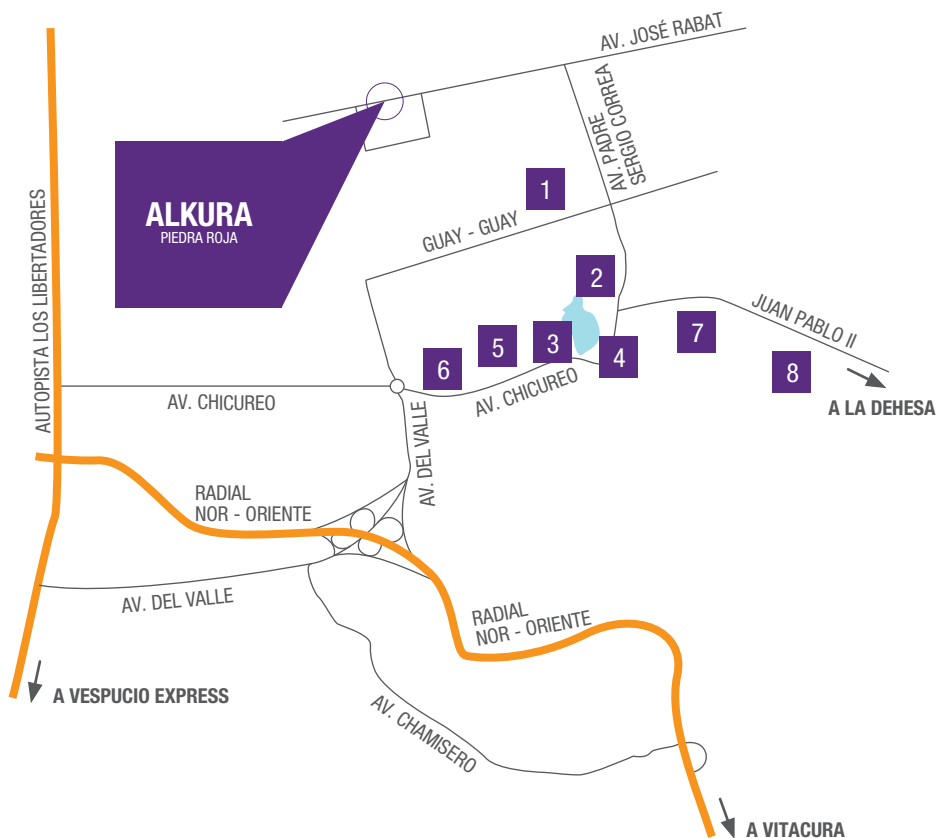 AV. JOSÉ RABAT
AV. PADRE
SERGIO CORREA
ALKURA
PIEDRA ROJA
1
GUAY - GUAY
AUTOPISTA LOS LIBERTADORES
2
JUAN PABLO II
7
3
5
4
6
8
AV. CHICUREO
AV. CHICUREO
A LA DEHESA
AV. DEL VALLE
RADIAL
NOR - ORIENTE
AV. DEL VALLE
RADIAL
NOR - ORIENTE
A VESPUCIO EXPRESS
AV. CHAMISERO
A VITACURA